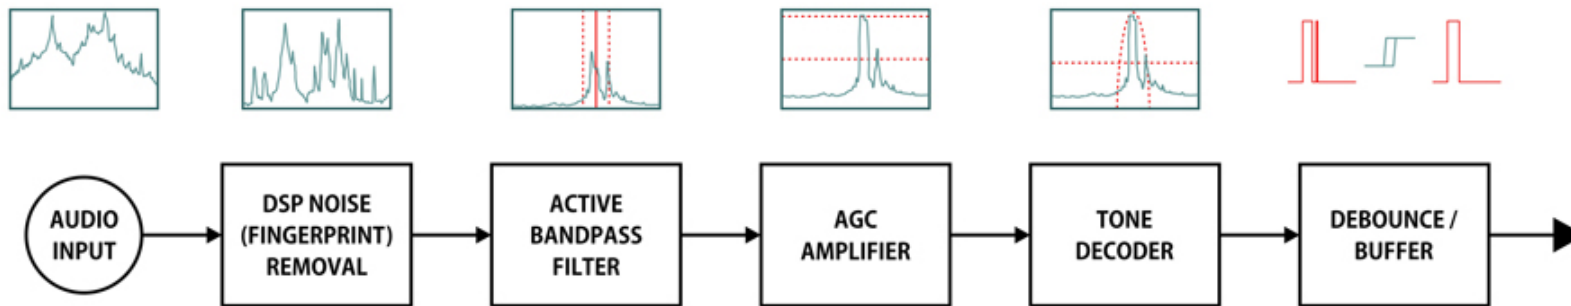 AUDIO
INPUT
DSP NOISE
(FINGERPRINT)
REMOVAL
ACTIVE
BANDPASS
FILTER
AGC
AMPLIFIER
TONE
DECODER
DEBOUNCE /
BUFFER